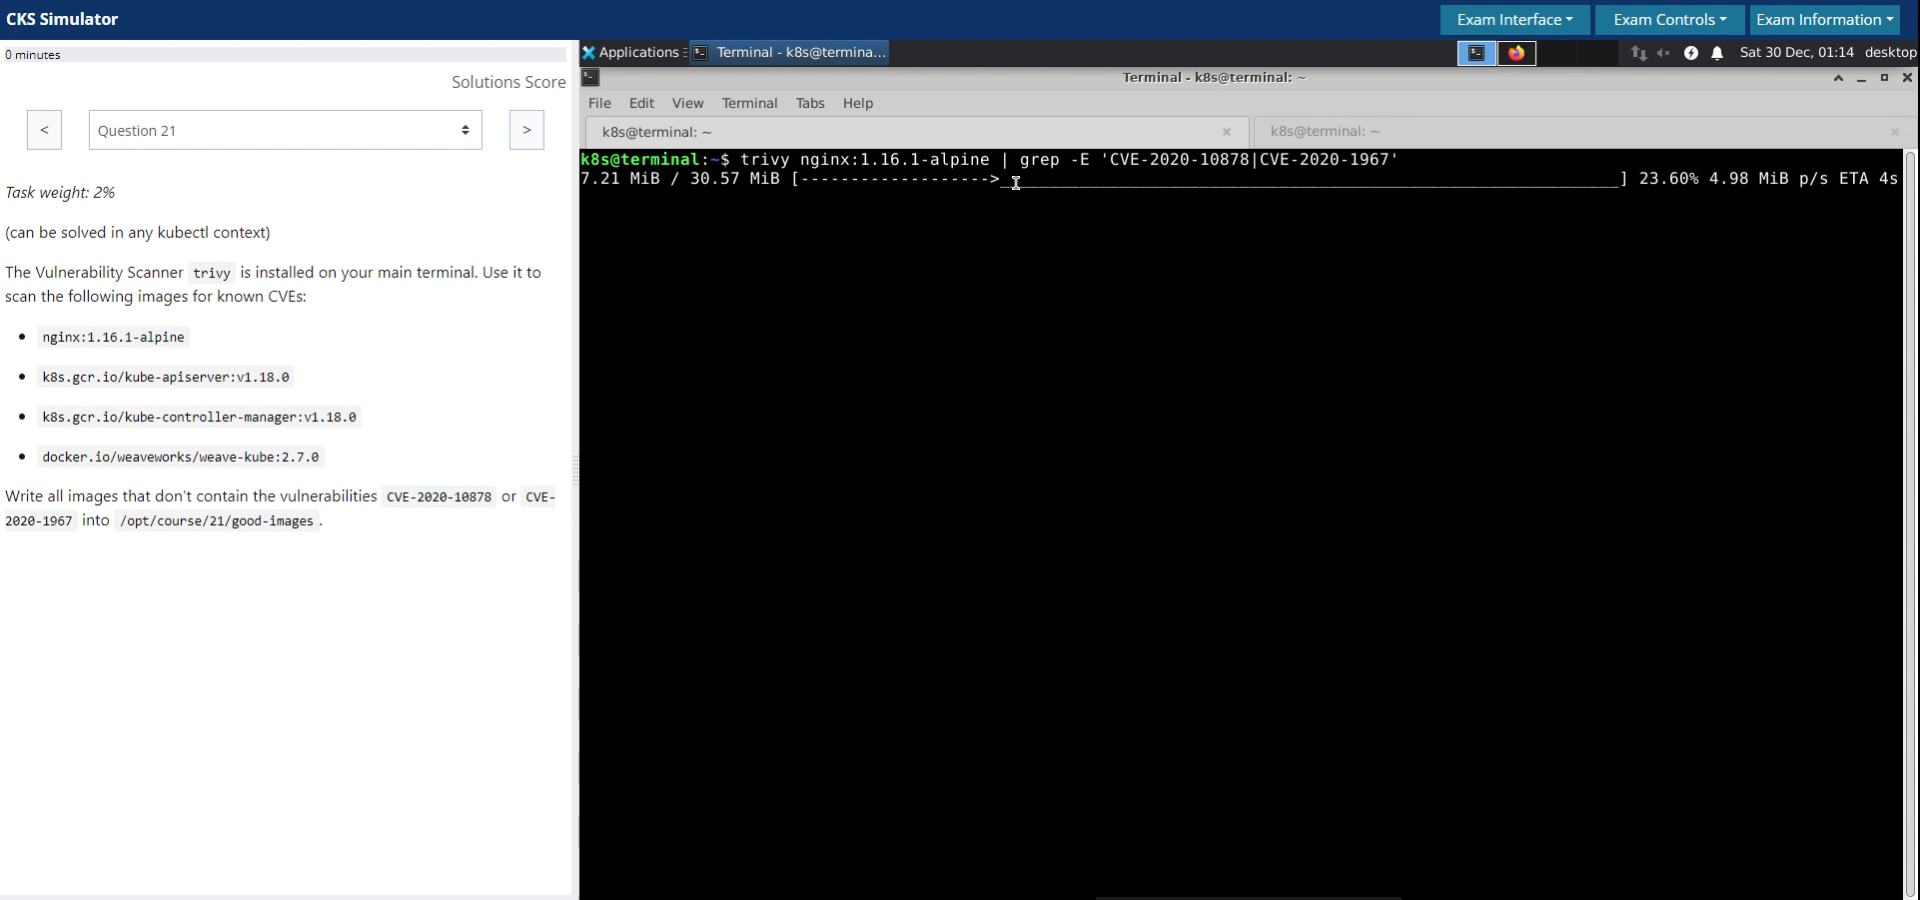 CKS Simulator
Exam Interface
Exam Controls
Exam Information
0 minutes
Solutions Score
<
Question 21
>
Task weight: 2%
(can be solved in any kubectl context)
The Vulnerability Scanner trivy is installed on your main terminal. Use it to
scan the following images for known CVEs:
nginx:1.16.1-alpine
k8s.gcr.io/kube-apiserver:v1.18.0
k8s.gcr.io/kube-controller-manager:v1.18.0
docker.io/weaveworks/weave-kube:2.7.0
Write all images that don't contain the vulnerabilities CVE-2020-10878 or CVE-
2020-1967 into /opt/course/21/good-images .
Applications
Terminal - k8s@termina...
Sat 30 Dec, 01:14
desktop
Terminal - k8s@terminal: ~
File Edit View Terminal Tabs Help
k8s@terminal: ~
k8s@terminal: ~
k8s@terminal:~$ trivy nginx:1.16.1-alpine | grep -E 'CVE-2020-10878|CVE-2020-1967'
7.21 MiB / 30.57 MiB [------------------->______________________________________________________________] 23.60% 4.98 MiB p/s ETA 4s